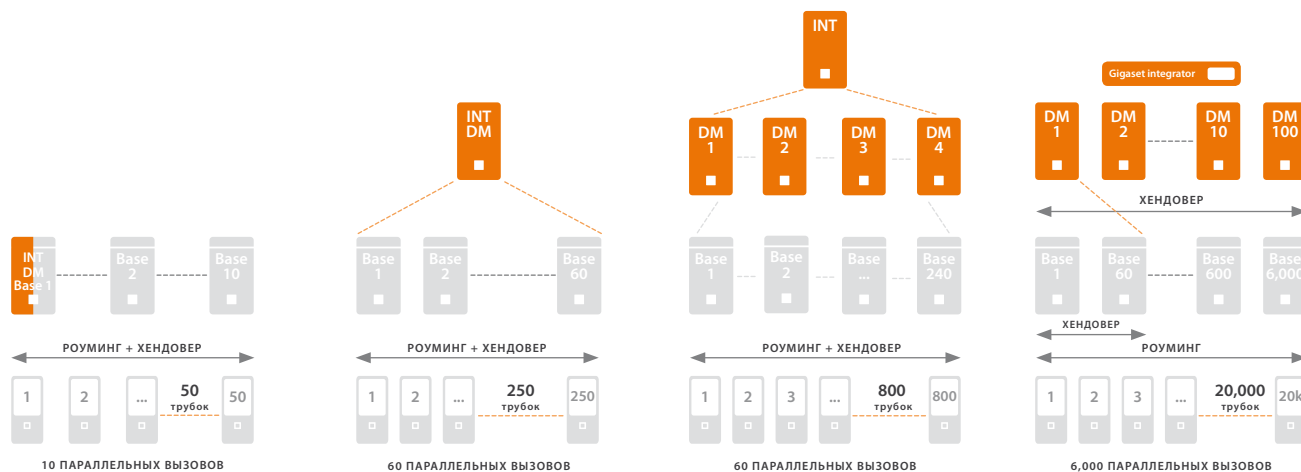 INT
DM
Base 1
Base
2
Base
10
РОУМИНГ + ХЕНДОВЕР
1
2
...
50
трубок
50
10 ПАРАЛЛЕЛЬНЫХ ВЫЗОВОВ
INT
DM
Base
1
Base
2
Base
60
РОУМИНГ + ХЕНДОВЕР
1
2
...
250
трубок
250
60 ПАРАЛЛЕЛЬНЫХ ВЫЗОВОВ
INT
DM
1
DM
2
DM
3
DM
4
Base
1
Base
2
Base
...
Base
240
РОУМИНГ + ХЕНДОВЕР
1
2
3
...
800
трубок
800
60 ПАРАЛЛЕЛЬНЫХ ВЫЗОВОВ
Gigaset integrator
DM
1
DM
2
DM
10
DM
100
ХЕНДОВЕР
Base
1
Base
60
Base
600
Base
6,000
ХЕНДОВЕР
РОУМИНГ
1
2
3
...
20,000
трубок
20k
6,000 ПАРАЛЛЕЛЬНЫХ ВЫЗОВОВ